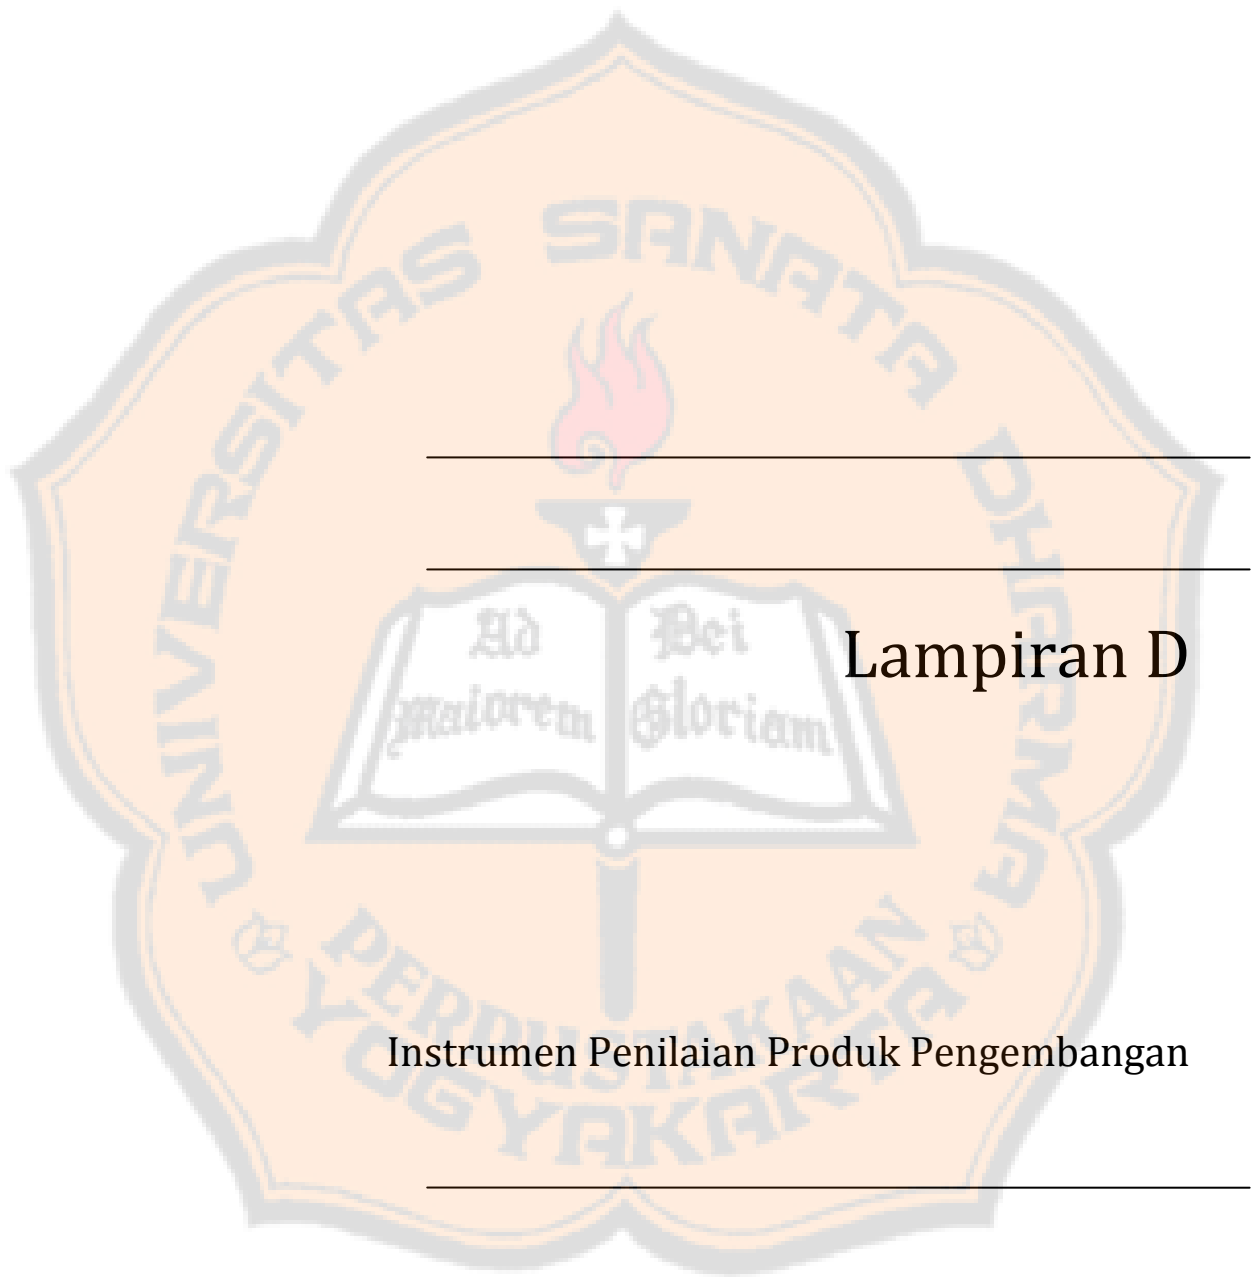 UNIVERSITAS SANATA DHARMA
Ad Dei
maiorem Gloriam
Lampiran D
PERPUSTAKAAN
Instrumen Penilaian Produk Pengembangan
YOGYAKARTA